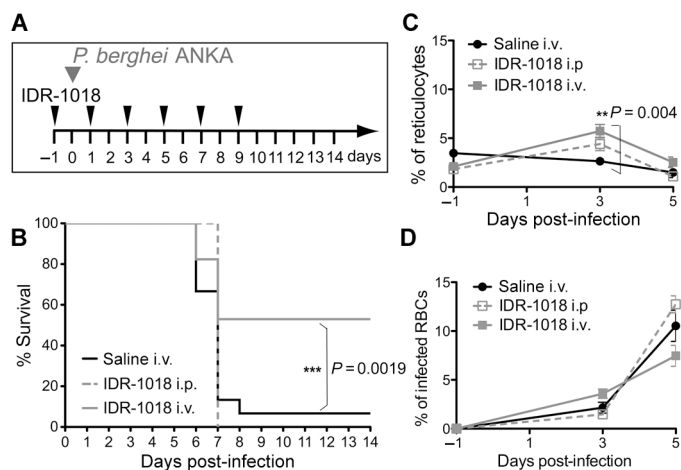 A
P. berghei ANKA
IDR-1018
–1 0 1 2 3 4 5 6 7 8 9 10 11 12 13 14 days
B
% Survival
100
80
60
40
20
0
Saline i.v.
IDR-1018 i.p.
IDR-1018 i.v.
*** P = 0.0019
0 1 2 3 4 5 6 7 8 9 10 11 12 13 14
Days post-infection
C
% of reticulocytes
15
10
5
0
Saline i.v.
IDR-1018 i.p
IDR-1018 i.v.
** P = 0.004
–1 1 3 5
Days post-infection
D
% of infected RBCs
15
10
5
0
Saline i.v.
IDR-1018 i.p
IDR-1018 i.v.
–1 1 3 5
Days post-infection